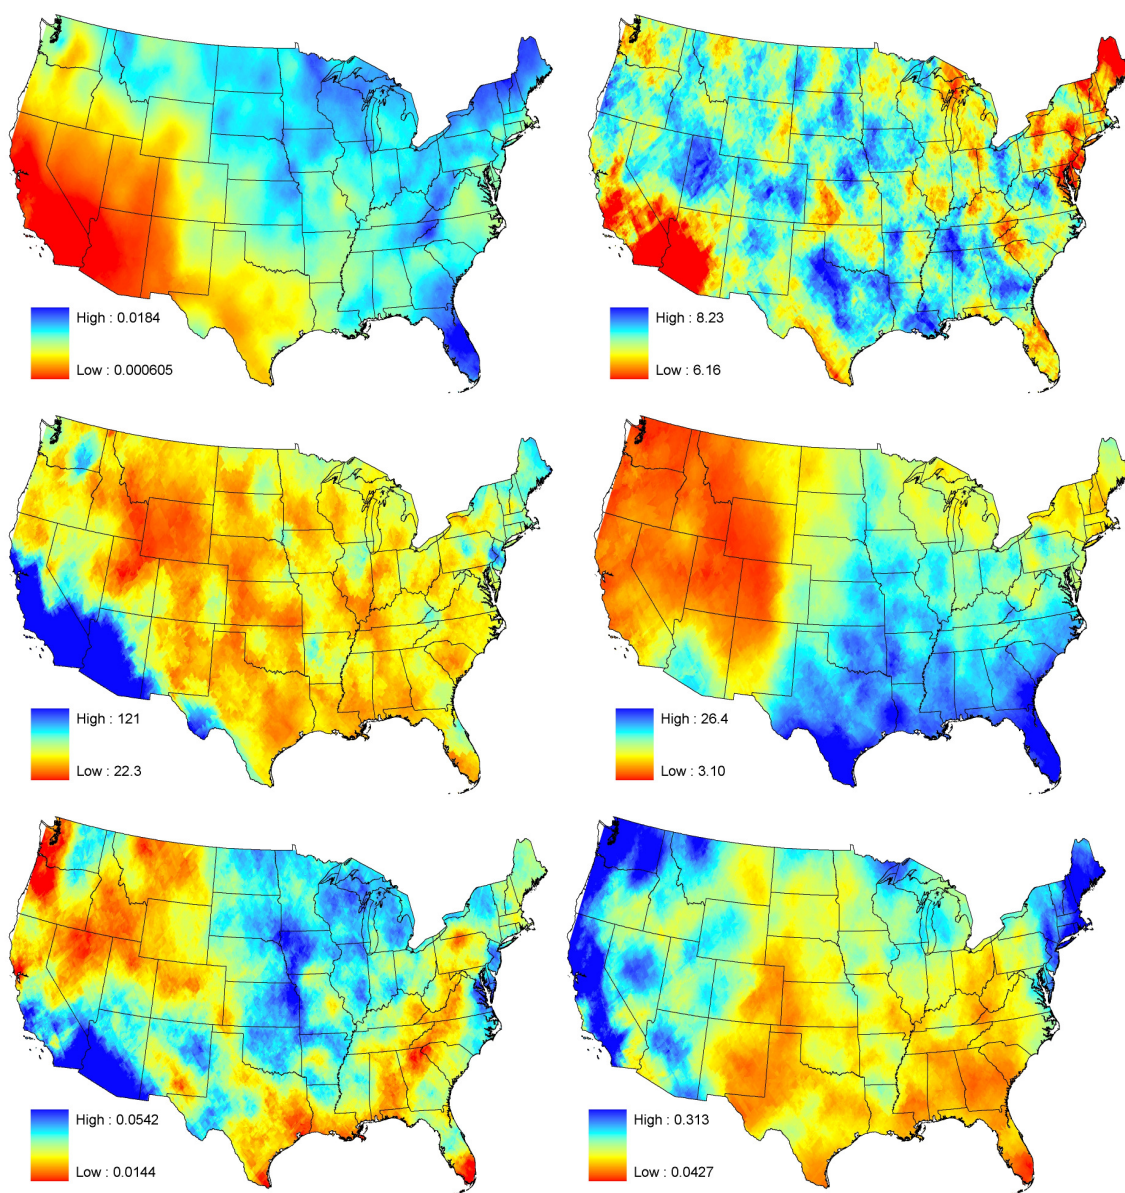 High : 0.0184
Low : 0.000605
High : 8.23
Low : 6.16
High : 121
Low : 22.3
High : 26.4
Low : 3.10
High : 0.0542
Low : 0.0144
High : 0.313
Low : 0.0427